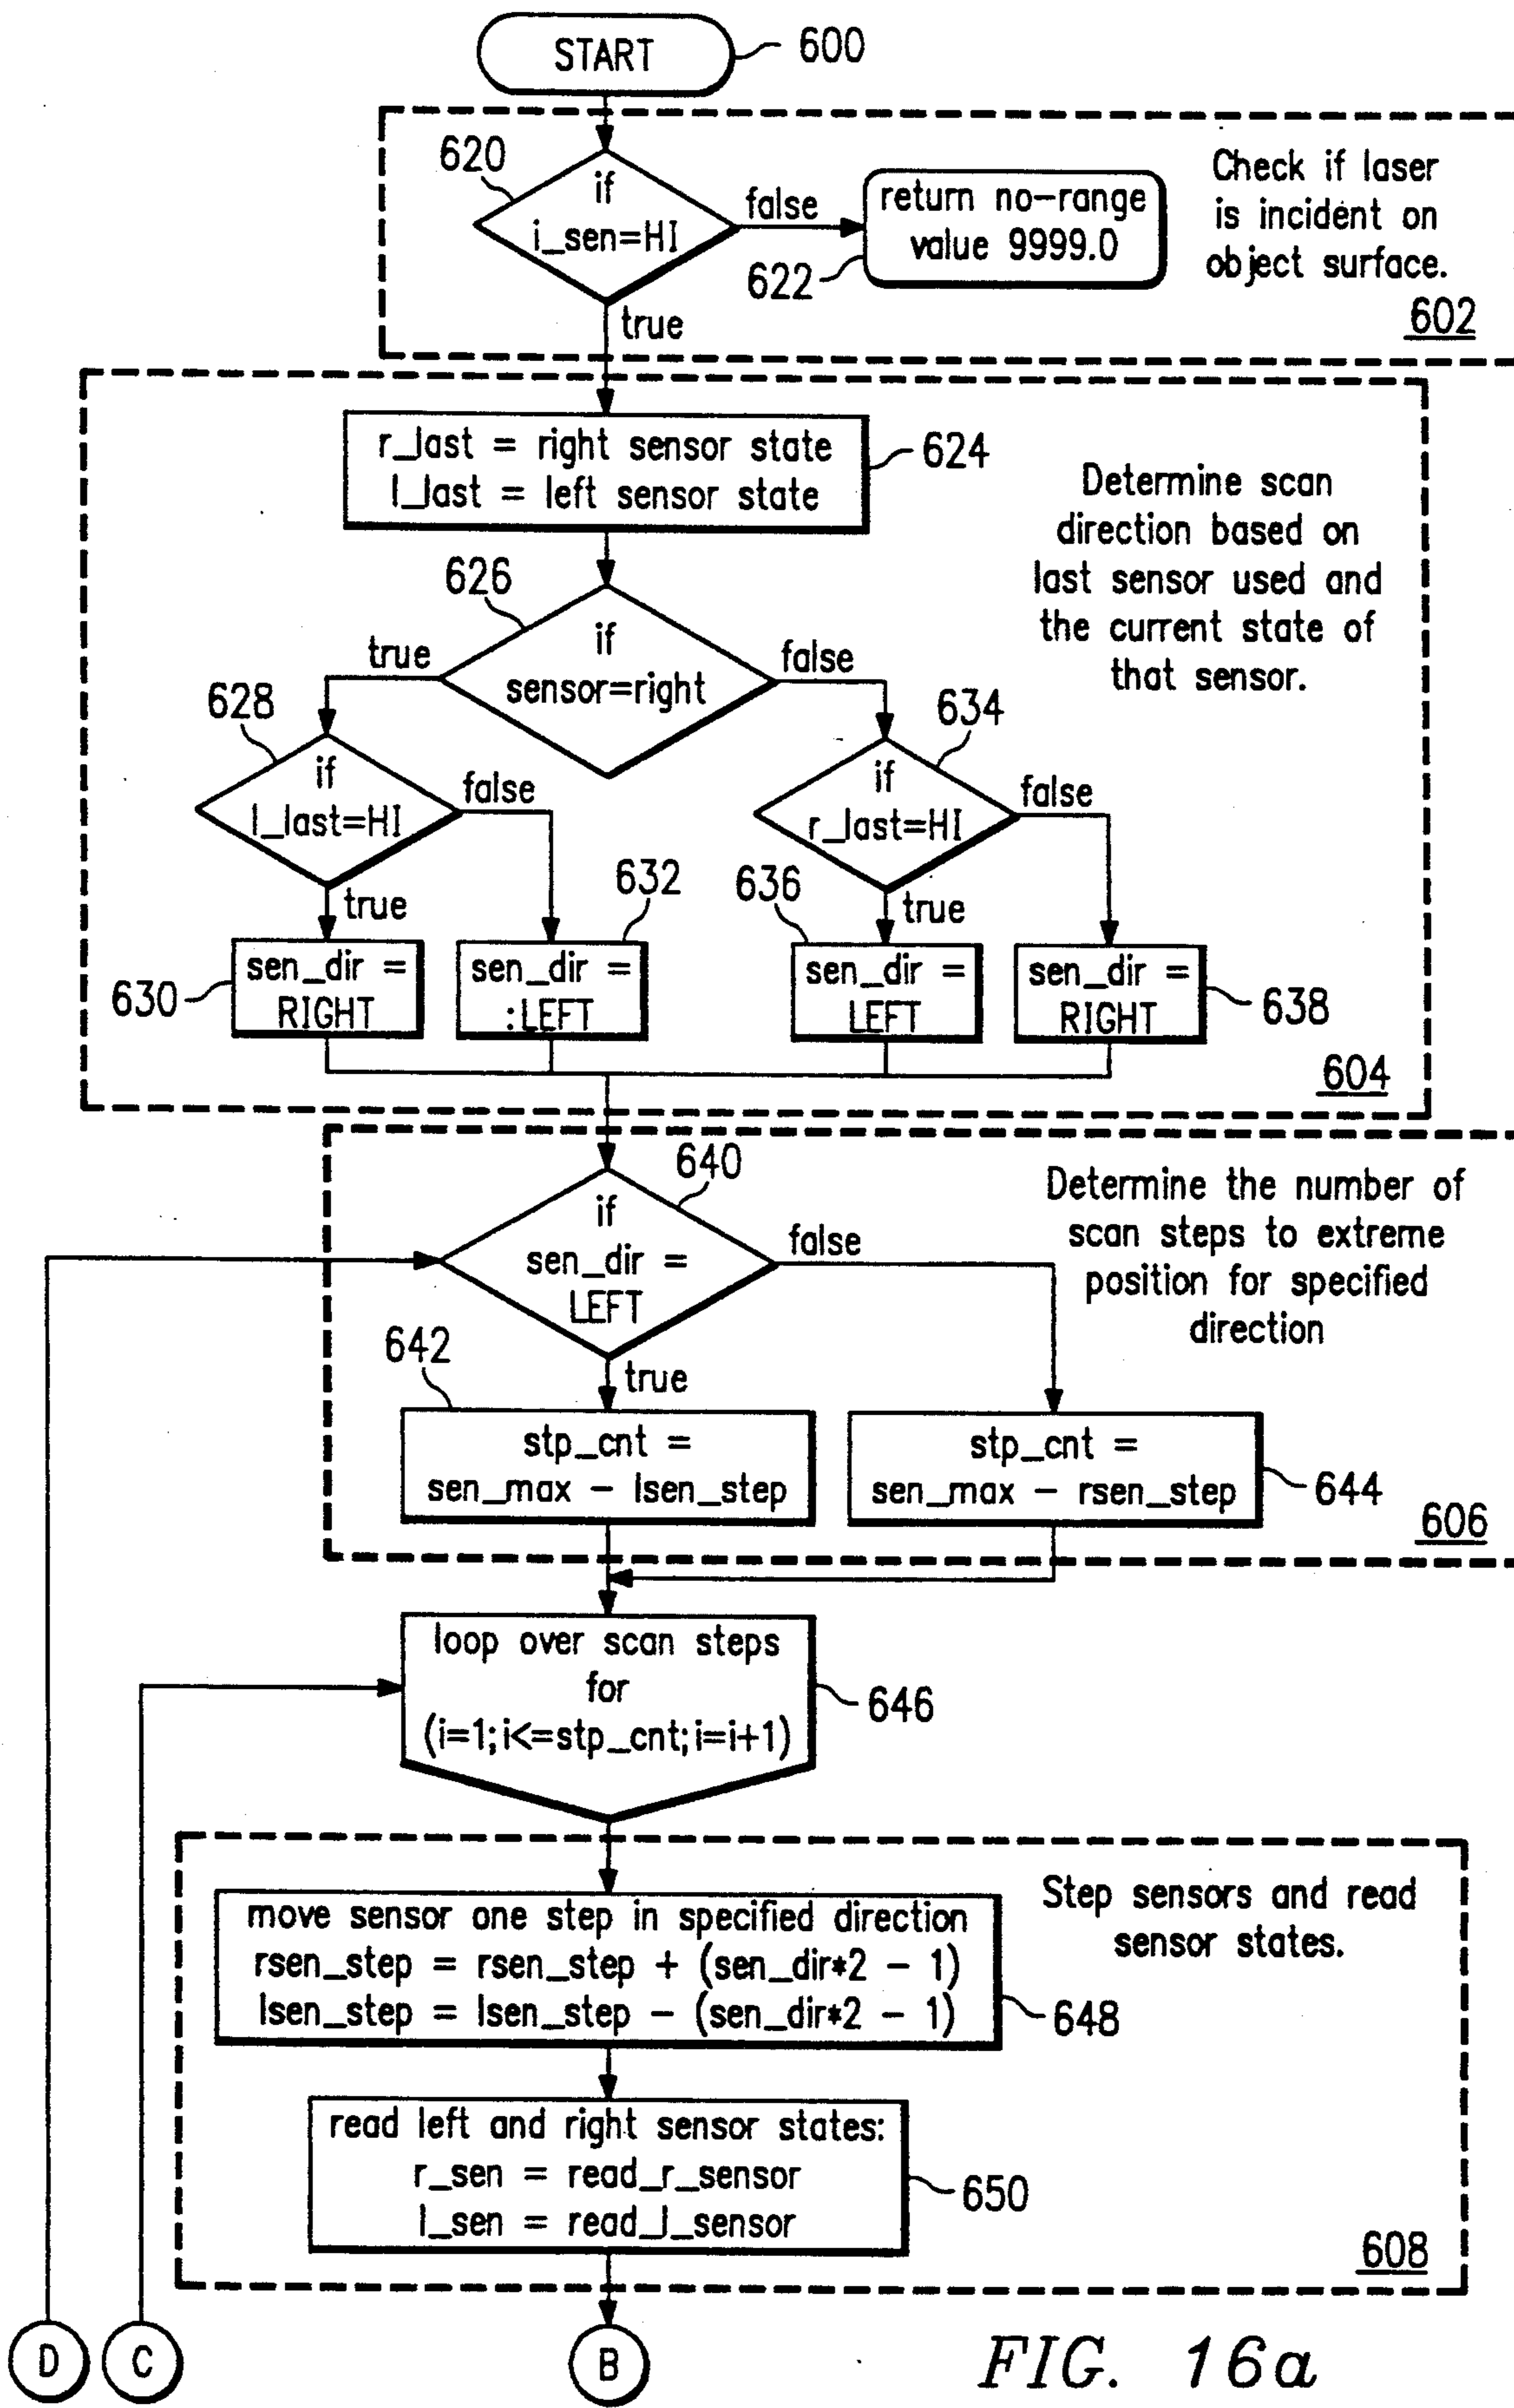 START
600
620
if
i_sen=HI
false
return no-range
value 9999.0
622
true
Check if laser
is incident on
object surface.
602
r_last = right sensor state
l_last = left sensor state
624
Determine scan
direction based on
last sensor used and
the current state of
that sensor.
626
if
sensor=right
true
false
628
if
l_last=HI
false
true
634
if
r_last=HI
false
true
630
sen_dir =
RIGHT
632
sen_dir =
:LEFT
636
sen_dir =
LEFT
sen_dir =
RIGHT
638
604
640
if
sen_dir =
LEFT
false
true
Determine the number of
scan steps to extreme
position for specified
direction
642
stp_cnt =
sen_max - lsen_step
stp_cnt =
sen_max - rsen_step
644
606
loop over scan steps
for
(i=1;i<=stp_cnt;i=i+1)
646
move sensor one step in specified direction
rsen_step = rsen_step + (sen_dir*2 - 1)
lsen_step = lsen_step - (sen_dir*2 - 1)
648
Step sensors and read
sensor states.
read left and right sensor states:
r_sen = read_r_sensor
l_sen = read_l_sensor
650
608
D
C
B
FIG. 16a